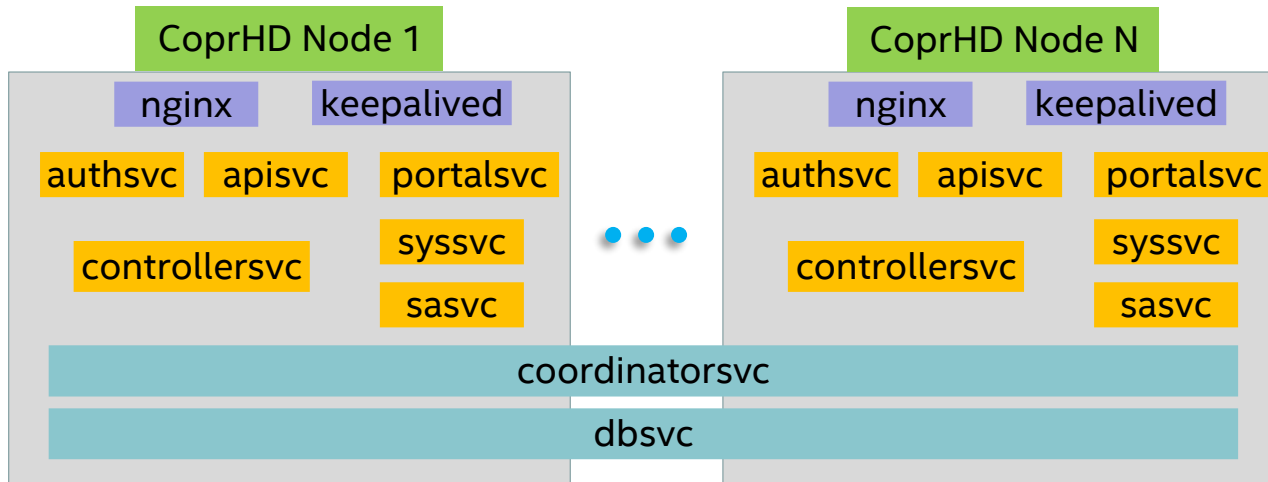 CoprHD Node 1
CoprHD Node N
nginx
keepalived
nginx
keepalived
authsvc
apisvc
portalsvc
authsvc
apisvc
portalsvc
syssvc
controllersvc
sasvc
syssvc
controllersvc
sasvc
coordinatorsvc
dbsvc